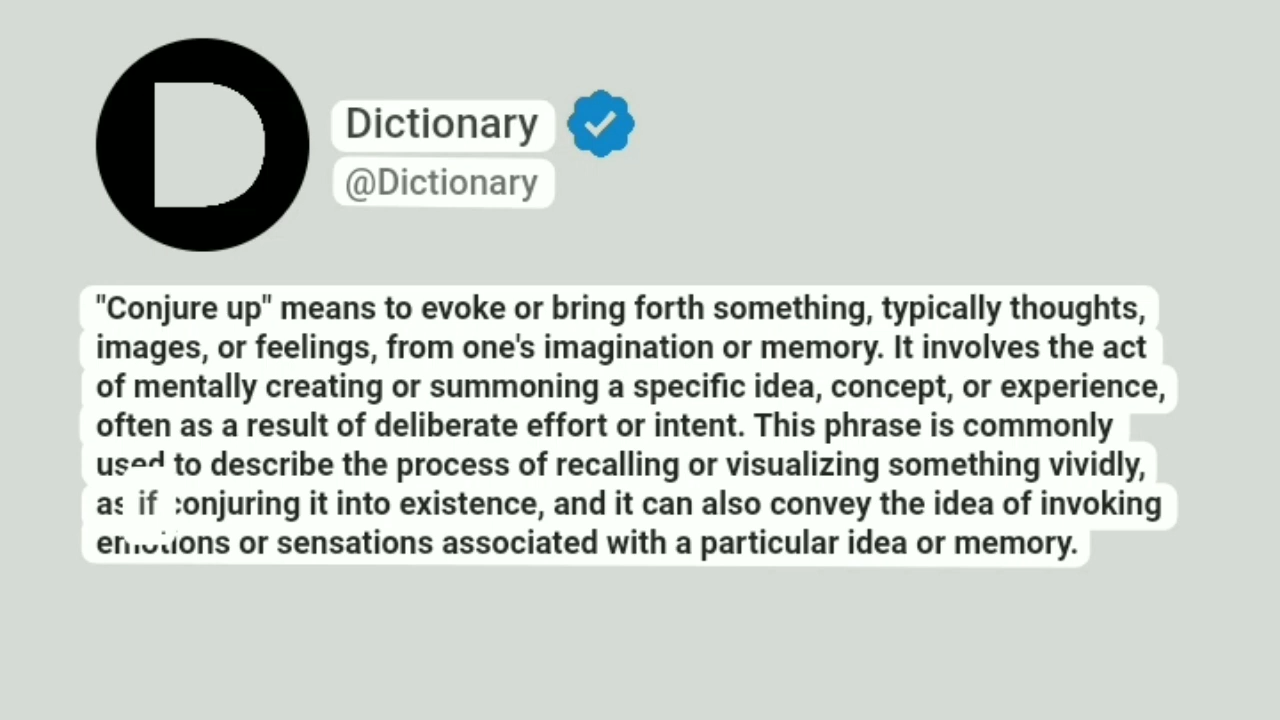 D
Dictionary
@Dictionary
"Conjure up" means to evoke or bring forth something, typically thoughts,
images, or feelings, from one's imagination or memory. It involves the act
of mentally creating or summoning a specific idea, concept, or experience,
often as a result of deliberate effort or intent. This phrase is commonly
used to describe the process of recalling or visualizing something vividly,
as if conjuring it into existence, and it can also convey the idea of invoking
emotions or sensations associated with a particular idea or memory.